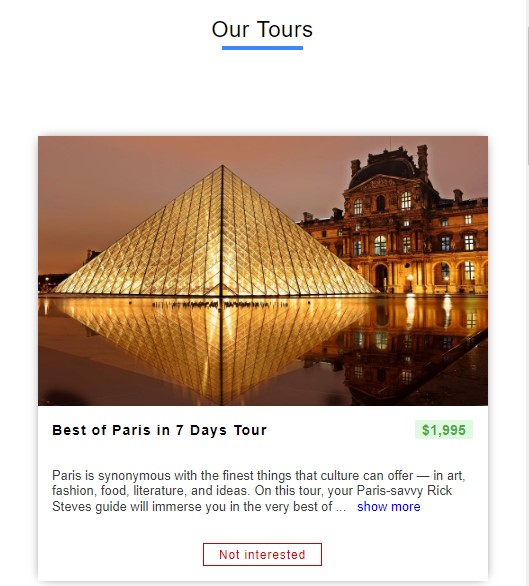 Our Tours
Best of Paris in 7 Days Tour
$1,995
Paris is synonymous with the finest things that culture can offer — in art,
fashion, food, literature, and ideas. On this tour, your Paris-savvy Rick
Steves guide will immerse you in the very best of ... show more
Not interested